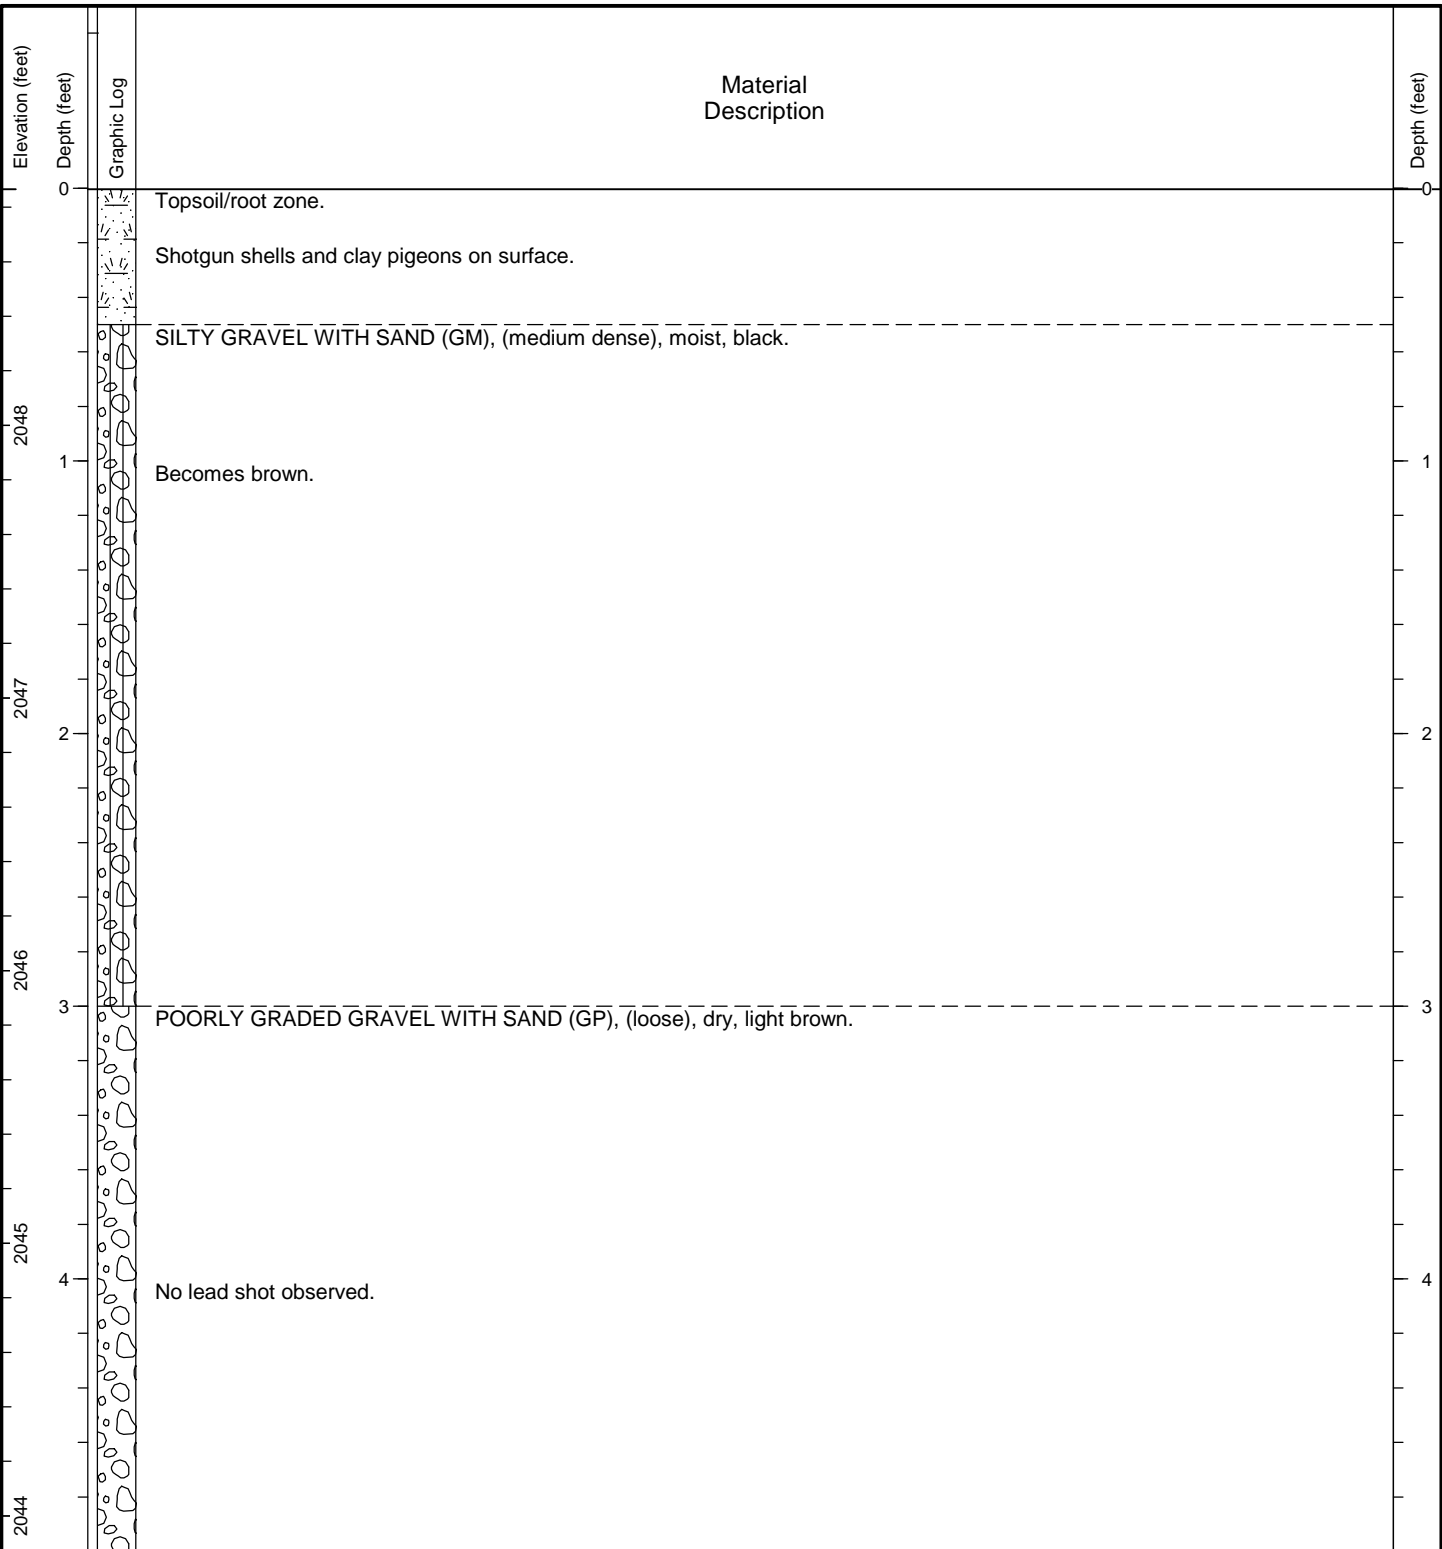 Elevation (feet)
Depth (feet)
Graphic Log
Material
Description
Depth (feet)
0
0
Topsoil/root zone.
Shotgun shells and clay pigeons on surface.
SILTY GRAVEL WITH SAND (GM), (medium dense), moist, black.
2048
1
1
Becomes brown.
2047
2
2
2046
3
3
POORLY GRADED GRAVEL WITH SAND (GP), (loose), dry, light brown.
2045
4
4
No lead shot observed.
2044